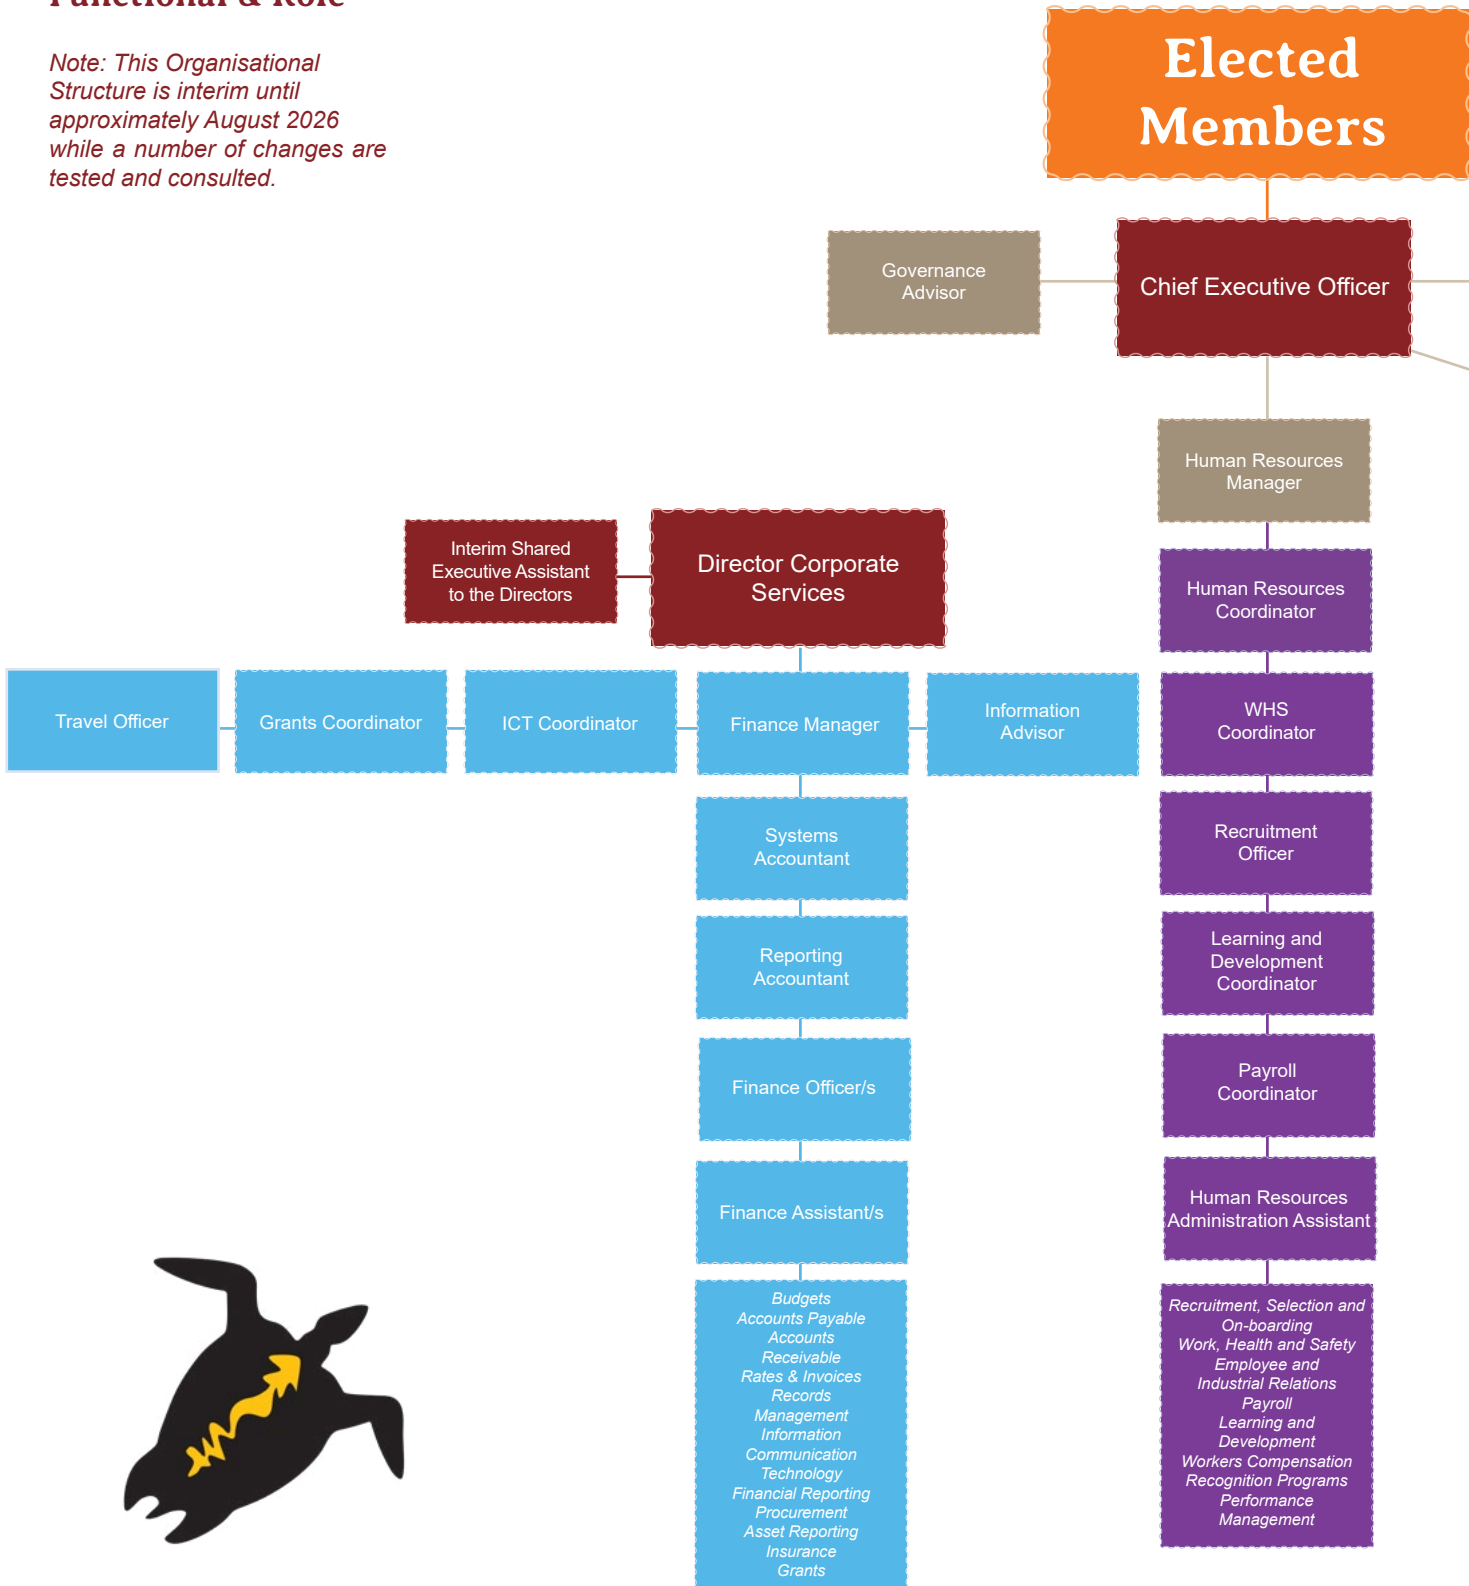 Functional & Role
Note: This Organisational
Structure is interim until
approximately August 2026
while a number of changes are
tested and consulted.
Elected
Members
Governance
Advisor
Chief Executive Officer
Human Resources
Manager
Interim Shared
Executive Assistant
to the Directors
Director Corporate
Services
Human Resources
Coordinator
Travel Officer
Grants Coordinator
ICT Coordinator
Finance Manager
Information
Advisor
WHS
Coordinator
Systems
Accountant
Recruitment
Officer
Reporting
Accountant
Learning and
Development
Coordinator
Finance Officer/s
Payroll
Coordinator
Finance Assistant/s
Human Resources
Administration Assistant
Budgets
Accounts Payable
Accounts
Receivable
Rates & Invoices
Records
Management
Information
Communication
Technology
Financial Reporting
Procurement
Asset Reporting
Insurance
Grants
Recruitment, Selection and
On-boarding
Work, Health and Safety
Employee and
Industrial Relations
Payroll
Learning and
Development
Workers Compensation
Recognition Programs
Performance
Management